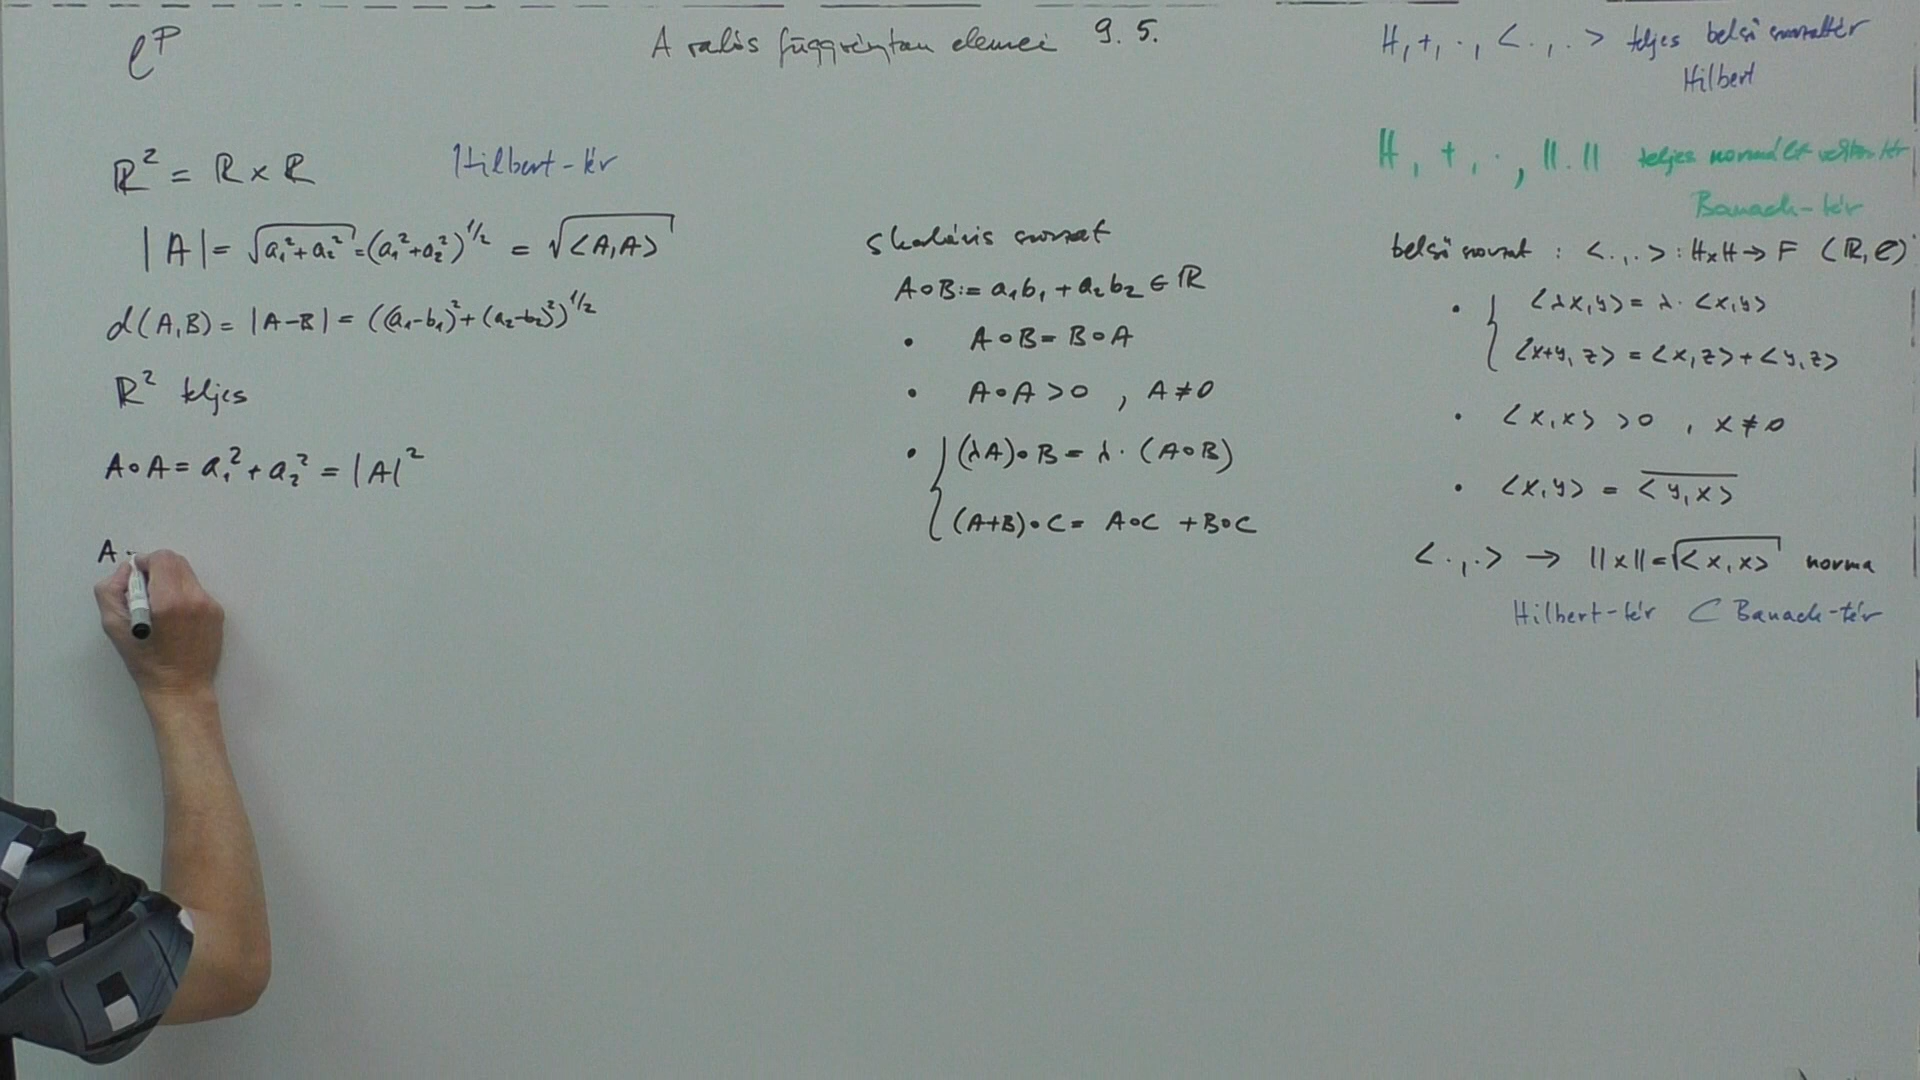 ℓ^p
A valós függvénytan elemei 9. 5.
H, +, ·, <·,·> teljes belső szorzattér
Hilbert
H, +, ·, ||.|| teljes normált vektortér
Banach-tér
ℝ² = ℝ × ℝ Hilbert-tér
|A| = √(a₁²+a₂²) = (a₁²+a₂²)^1/2 = √<A,A>
d(A,B) = |A-B| = ((a₁-b₁)²+(a₂-b₂)²)^1/2
ℝ² teljes
A∘A = a₁² + a₂² = |A|²
A ·
Skaláris szorzat
A∘B := a₁b₁ + a₂b₂ ∈ ℝ
• A∘B = B∘A
• A∘A > 0 , A ≠ 0
• { (λA)∘B = λ · (A∘B)
(A+B)∘C = A∘C + B∘C
belső szorzat : <·,·> : H×H → F (ℝ, ℂ)
• { <λx,y> = λ · <x,y>
<x+y, z> = <x,z> + <y,z>
• <x,x> > 0 , x ≠ 0
• <x,y> = \overline{<y,x>}
<·,·> → ||x|| = √<x,x> norma
Hilbert-tér ⊂ Banach-tér